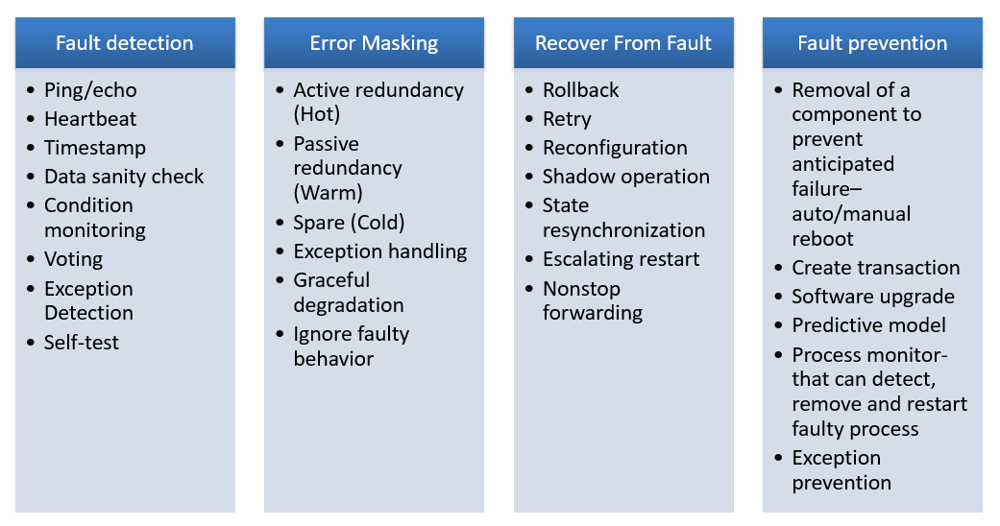 Fault detection
• Ping/echo
• Heartbeat
• Timestamp
• Data sanity check
• Condition
monitoring
• Voting
• Exception
Detection
• Self-test
Error Masking
• Active redundancy
(Hot)
• Passive
redundancy
(Warm)
• Spare (Cold)
• Exception handling
• Graceful
degradation
• Ignore faulty
behavior
Recover From Fault
• Rollback
• Retry
• Reconfiguration
• Shadow operation
• State
resynchronization
• Escalating restart
• Nonstop
forwarding
Fault prevention
• Removal of a
component to
prevent
anticipated
failure–
auto/manual
reboot
• Create transaction
• Software upgrade
• Predictive model
• Process monitor-
that can detect,
remove and restart
faulty process
• Exception
prevention